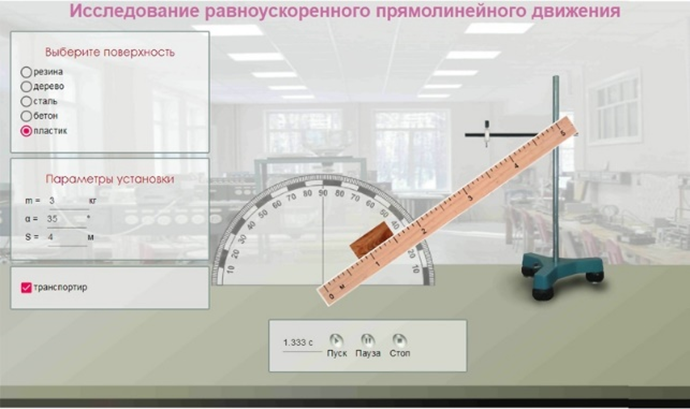 Исследование равноускоренного прямолинейного движения
Выберите поверхность
резина
дерево
сталь
бетон
пластик
Параметры установки
m = 3 кг
α = 35 °
S = 4 м
транспортир
10 20 30 40 50 60 70 80 90 80 70 60 50 40 10
0 м 1 2 3 4 5
1.333 с
Пуск Пауза Стоп